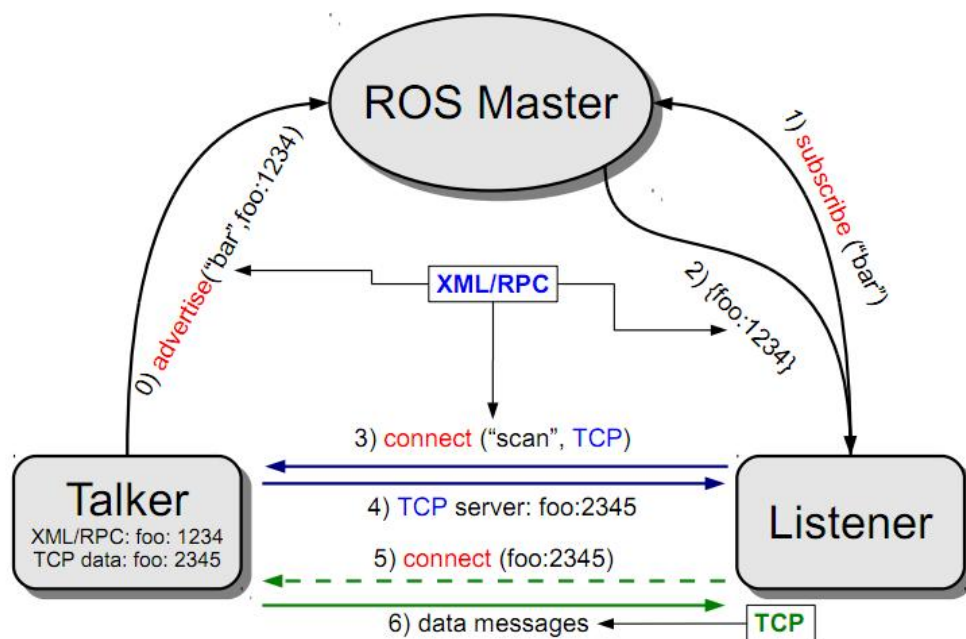 ROS Master
0) advertise("bar",foo:1234)
1) subscribe ("bar")
XML/RPC
2) {foo:1234}
3) connect ("scan", TCP)
4) TCP server: foo:2345
Talker
XML/RPC: foo: 1234
TCP data: foo: 2345
Listener
5) connect (foo:2345)
6) data messages
TCP